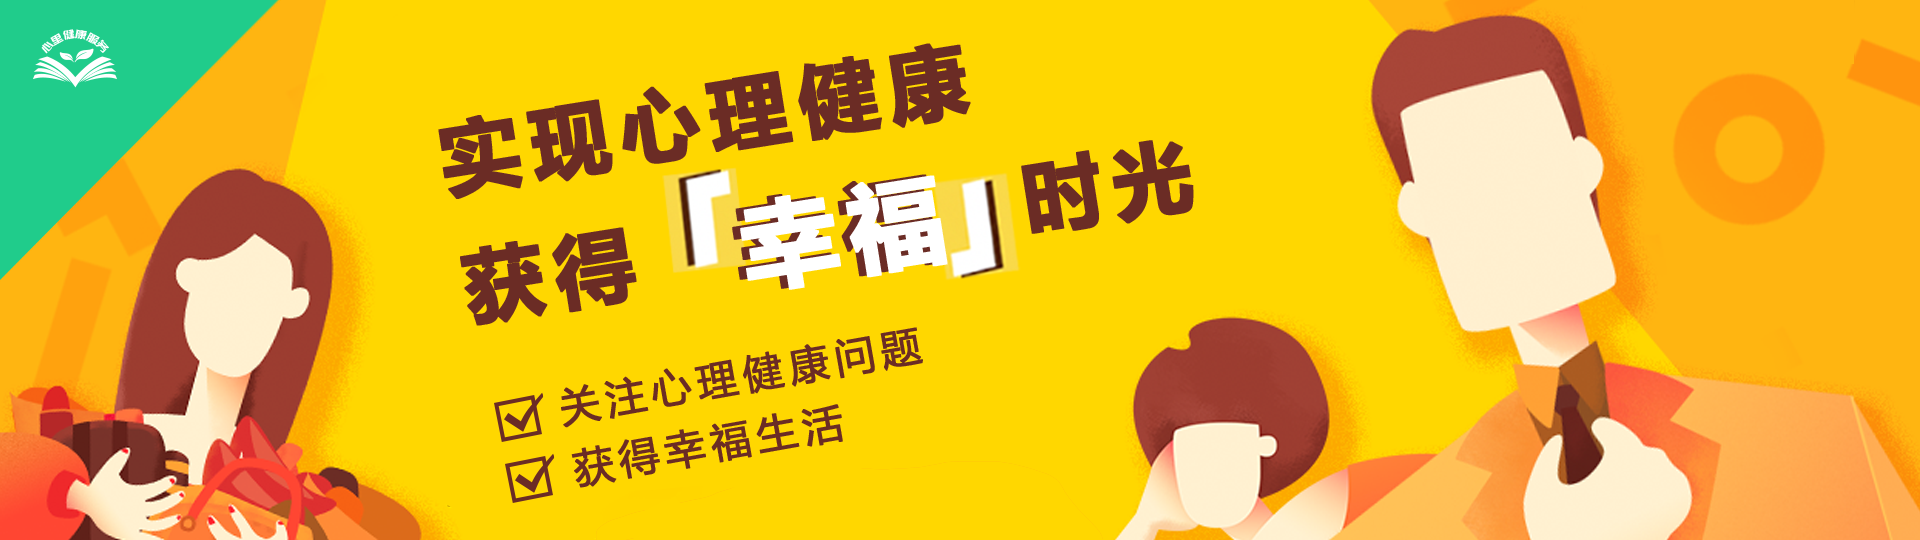 心里健康服务
实现心理健康
获得「幸福」时光
关注心理健康问题
获得幸福生活